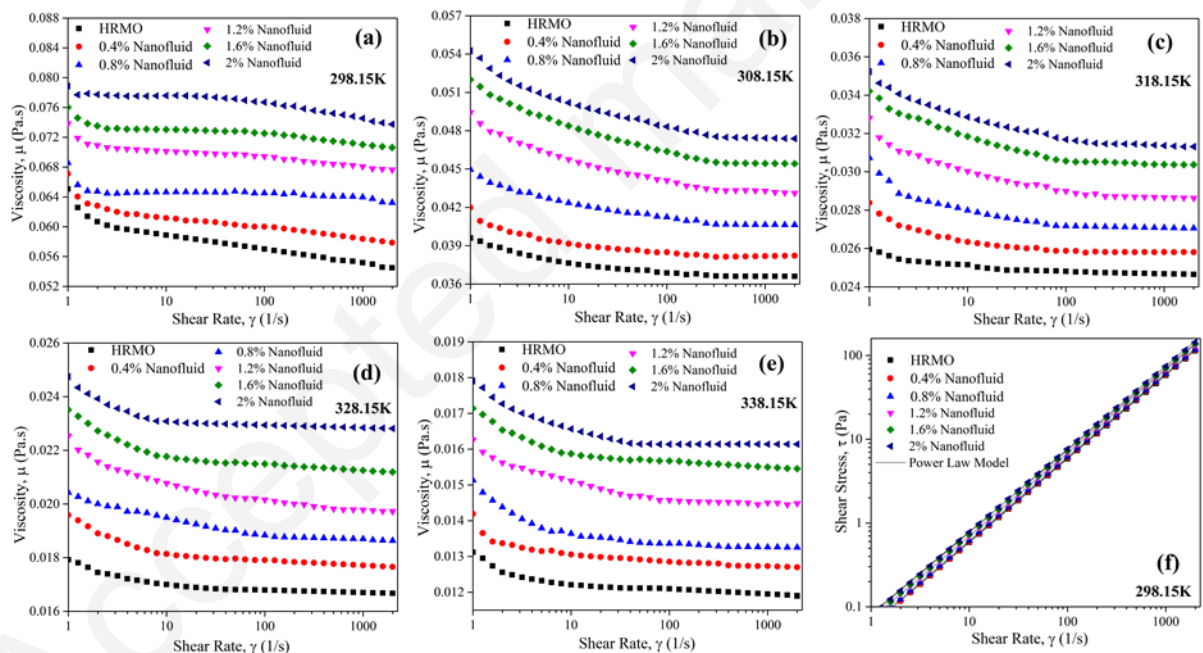 HRMO
0.4% Nanofluid
0.8% Nanofluid
1.2% Nanofluid
1.6% Nanofluid
2% Nanofluid
(a)
298.15K
0.088
0.084
0.080
0.076
0.072
0.068
0.064
0.060
0.056
0.052
Viscosity, μ (Pa.s)
1
10
100
1000
Shear Rate, γ (1/s)
HRMO
0.4% Nanofluid
0.8% Nanofluid
1.2% Nanofluid
1.6% Nanofluid
2% Nanofluid
(b)
308.15K
0.057
0.054
0.051
0.048
0.045
0.042
0.039
0.036
Viscosity, μ (Pa.s)
1
10
100
1000
Shear Rate, γ (1/s)
HRMO
0.4% Nanofluid
0.8% Nanofluid
1.2% Nanofluid
1.6% Nanofluid
2% Nanofluid
(c)
318.15K
0.038
0.036
0.034
0.032
0.030
0.028
0.026
0.024
Viscosity, μ (Pa.s)
1
10
100
1000
Shear Rate, γ (1/s)
HRMO
0.4% Nanofluid
0.8% Nanofluid
1.2% Nanofluid
1.6% Nanofluid
2% Nanofluid
(d)
328.15K
0.026
0.024
0.022
0.020
0.018
0.016
Viscosity, μ (Pa.s)
1
10
100
1000
Shear Rate, γ (1/s)
HRMO
0.4% Nanofluid
0.8% Nanofluid
1.2% Nanofluid
1.6% Nanofluid
2% Nanofluid
(e)
338.15K
0.019
0.018
0.017
0.016
0.015
0.014
0.013
0.012
Viscosity, μ (Pa.s)
1
10
100
1000
Shear Rate, γ (1/s)
HRMO
0.4% Nanofluid
0.8% Nanofluid
1.2% Nanofluid
1.6% Nanofluid
2% Nanofluid
Power Law Model
(f)
298.15K
100
10
1
0.1
Shear Stress, τ (Pa)
1
10
100
1000
Shear Rate, γ (1/s)
Accepted